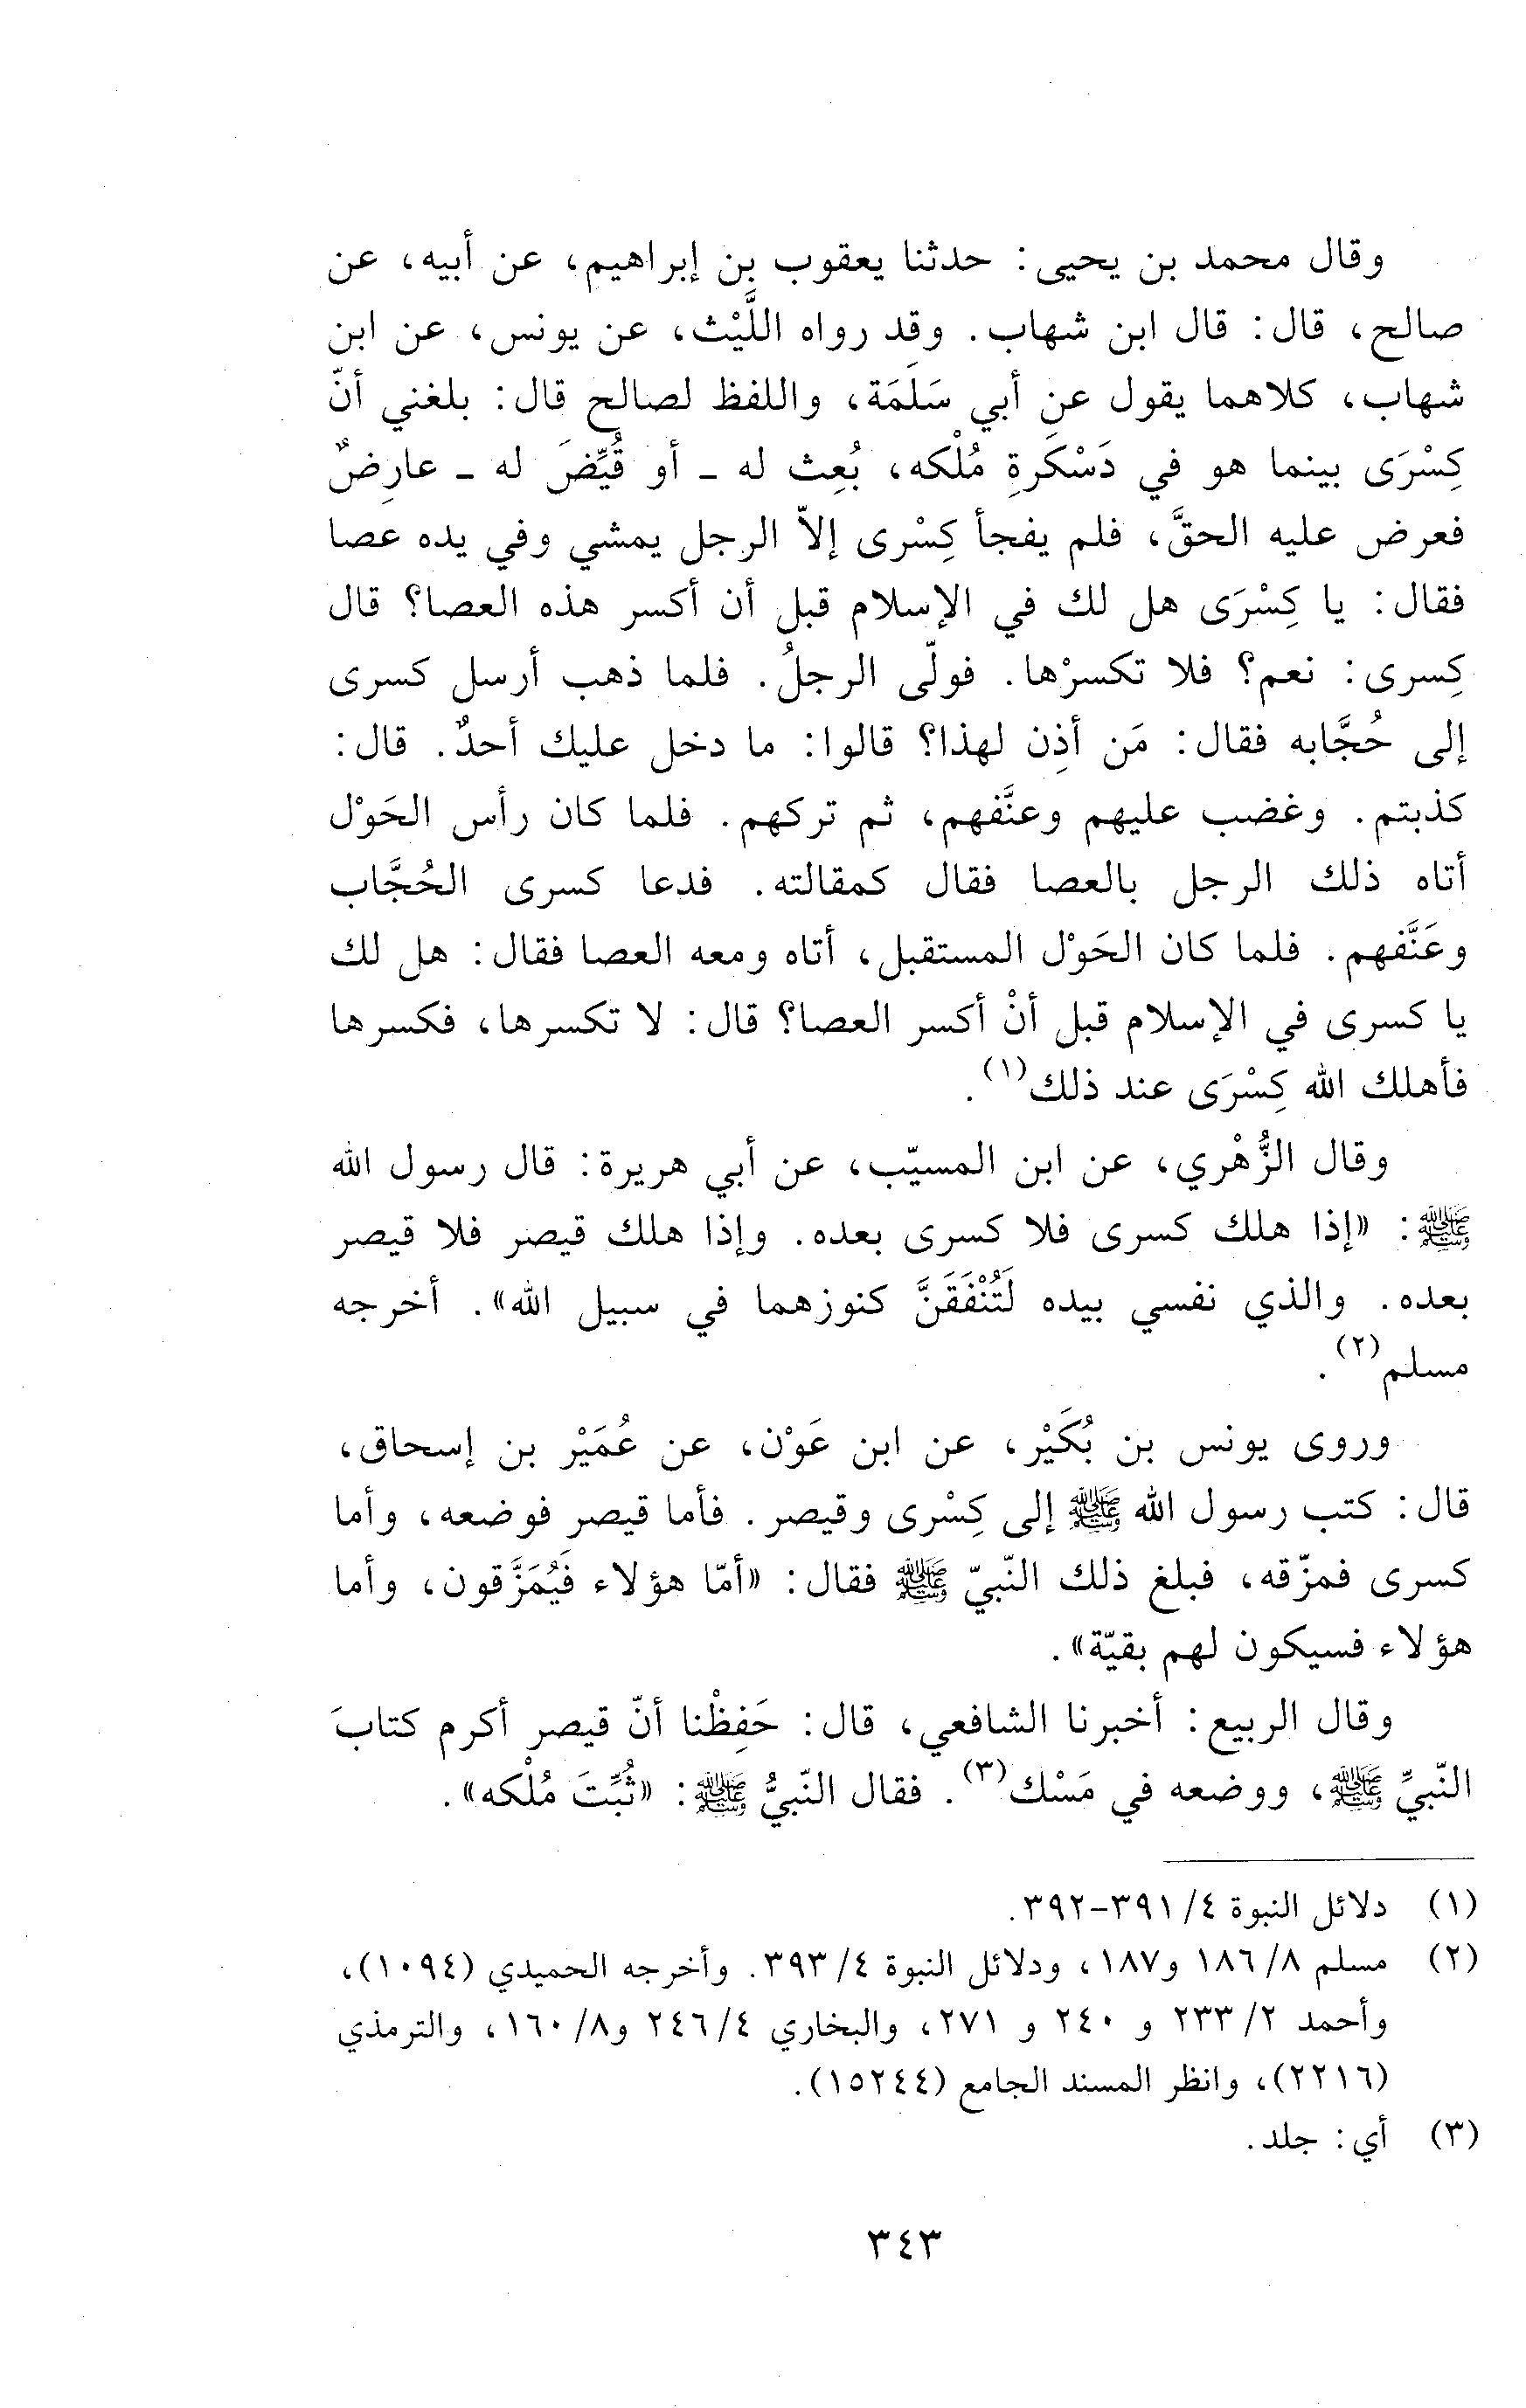 وقال محمد بن يحيى: حدثنا يعقوب بن إبراهيم، عن أبيه، عن
صالح، قال: قال ابن شهاب. وقد رواه اللَّيْث، عن يونس، عن ابن
شهاب، كلاهما يقول عن أبي سَلَمَة، واللفظ لصالح قال: بلغني أنّ
كِسْرَى بينما هو في دَسْكَرةِ مُلْكه، بُعِث له - أو قُيِّضَ له - عارِضٌ
فعرض عليه الحقَّ، فلم يفجأ كِسْرى إلاّ الرجل يمشي وفي يده عصا
فقال: يا كِسْرَى هل لك في الإسلام قبل أن أكسر هذه العصا؟ قال
كِسرى: نعم؟ فلا تكسرْها. فولّى الرجلُ. فلما ذهب أرسل كسرى
إلى حُجَّابه فقال: مَن أذِن لهذا؟ قالوا: ما دخل عليك أحدٌ. قال:
كذبتم. وغضب عليهم وعنَّفهم، ثم تركهم. فلما كان رأس الحَوْل
أتاه ذلك الرجل بالعصا فقال كمقالته. فدعا كسرى الحُجَّاب
وعَنَّفهم. فلما كان الحَوْل المستقبل، أتاه ومعه العصا فقال: هل لك
يا كسرى في الإسلام قبل أنْ أكسر العصا؟ قال: لا تكسرها، فكسرها
فأهلك الله كِسْرَى عند ذلك(١).
وقال الزُّهْري، عن ابن المسيّب، عن أبي هريرة: قال رسول الله
ﷺ: «إذا هلك كسرى فلا كسرى بعده. وإذا هلك قيصر فلا قيصر
بعده. والذي نفسي بيده لَتُنْفَقَنَّ كنوزهما في سبيل الله». أخرجه
مسلم(٢).
وروى يونس بن بُكَيْر، عن ابن عَوْن، عن عُمَيْر بن إسحاق،
قال: كتب رسول الله ﷺ إلى كِسْرى وقيصر. فأما قيصر فوضعه، وأما
كسرى فمزّقه، فبلغ ذلك النّبيّ ﷺ فقال: «أمّا هؤلاء فَيُمَزَّقون، وأما
هؤلاء فسيكون لهم بقيّة».
وقال الربيع: أخبرنا الشافعي، قال: حَفِظْنا أنّ قيصر أكرم كتابَ
النّبيِّ ﷺ، ووضعه في مَسْك(٣). فقال النّبيُّ ﷺ: «ثُبِّتَ مُلْكه».
(١) دلائل النبوة ٤/ ٣٩١-٣٩٢.
(٢) مسلم ٨/ ١٨٦ و١٨٧، ودلائل النبوة ٤/ ٣٩٣. وأخرجه الحميدي (١٠٩٤)،
وأحمد ٢/ ٢٣٣ و ٢٤٠ و ٢٧١، والبخاري ٤/ ٢٤٦ و٨/ ١٦٠، والترمذي
(٢٢١٦)، وانظر المسند الجامع (١٥٢٤٤).
(٣) أي: جلد.
٣٤٣